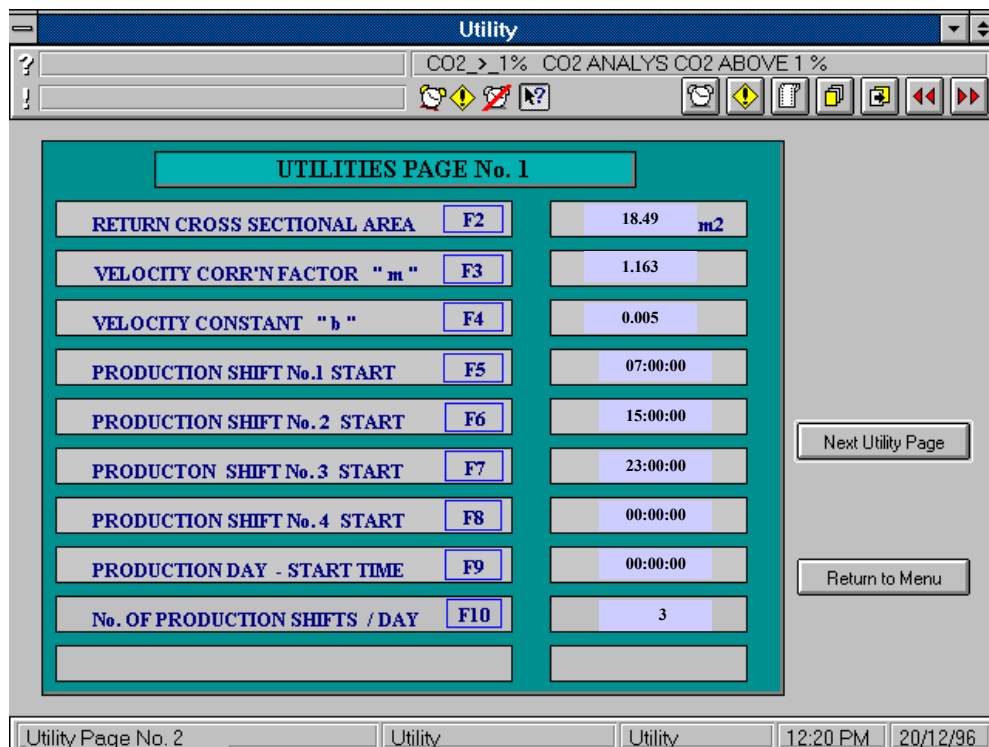 Utility
? CO2_>_1% CO2 ANALYS CO2 ABOVE 1 %
!
UTILITIES PAGE No. 1
RETURN CROSS SECTIONAL AREA F2 18.49 m2
VELOCITY CORR'N FACTOR " m " F3 1.163
VELOCITY CONSTANT " b " F4 0.005
PRODUCTION SHIFT No.1 START F5 07:00:00
PRODUCTION SHIFT No. 2 START F6 15:00:00
PRODUCTON SHIFT No. 3 START F7 23:00:00
PRODUCTION SHIFT No. 4 START F8 00:00:00
PRODUCTION DAY - START TIME F9 00:00:00
No. OF PRODUCTION SHIFTS / DAY F10 3
Next Utility Page
Return to Menu
Utility Page No. 2 Utility Utility 12:20 PM 20/12/96